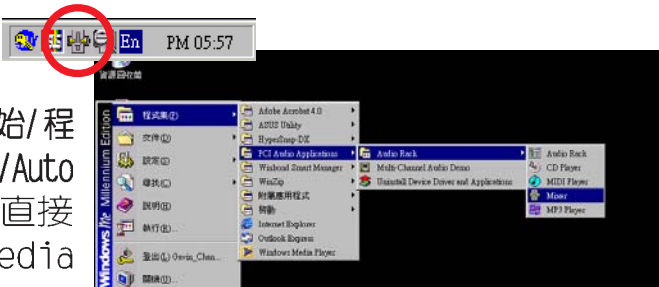 En PM 05:57
資源回收筒
始/程
/Auto
直接
edia
Windows Me Millennium Edition
程式集(P)
文件(D)
設定(S)
尋找(C)
說明(H)
執行(R)...
登出(L) Gevin_Chen...
關機(U)...
Adobe Acrobat 4.0
ASUS Utility
HyperSnap-DX
PCI Audio Applications
Winbond Smart Manager
WinZip
附屬應用程式
啟動
Internet Explorer
Outlook Express
Windows Media Player
Audio Rack
Multi-Channel Audio Demo
Uninstall Device Driver and Applications
Audio Rack
CD Player
MIDI Player
Mixer
MP3 Player